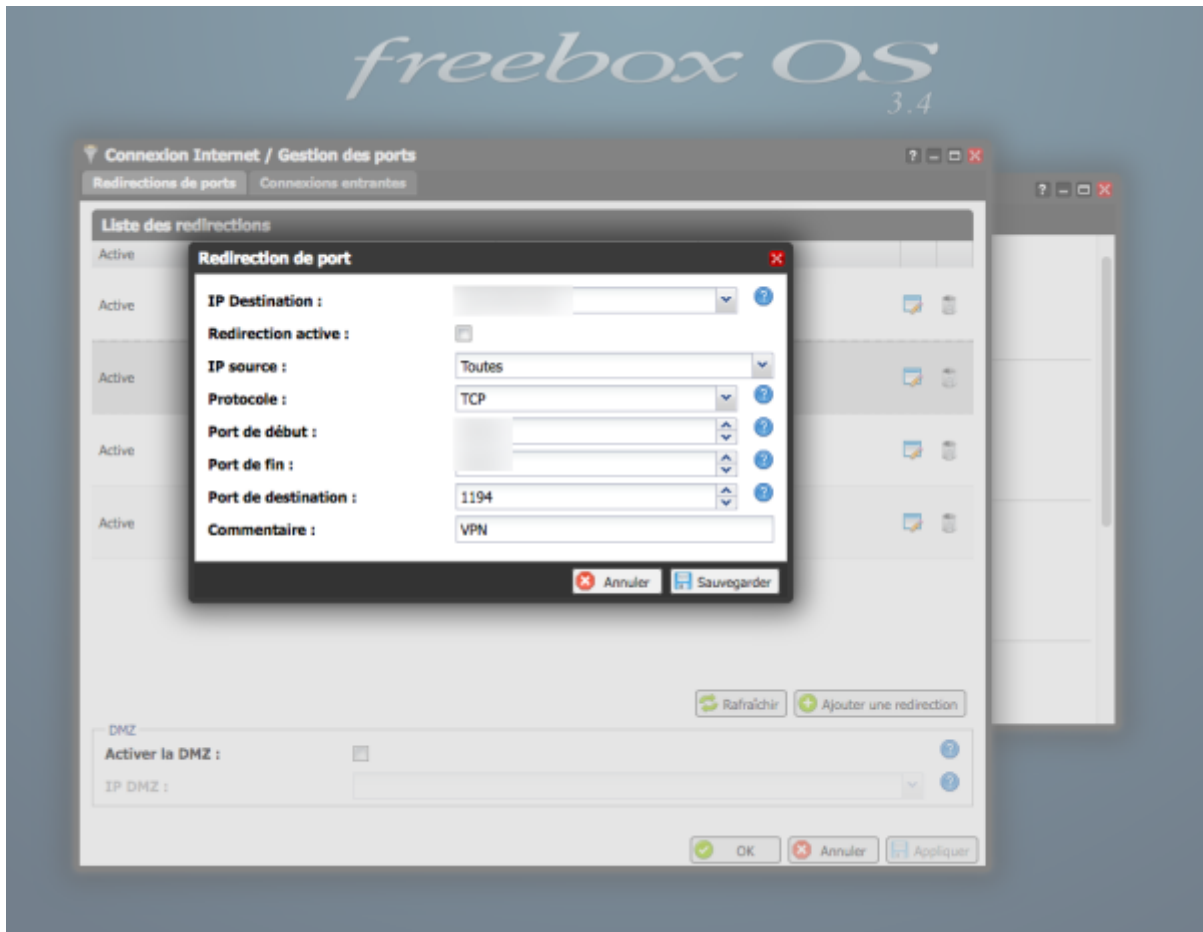 freebox OS
3.4
Connexion Internet / Gestion des ports
Redirections de ports Connexions entrantes
Liste des redirections
Active
Active
Active
Active
Active
Redirection de port
IP Destination :
Redirection active :
IP source : Toutes
Protocole : TCP
Port de début :
Port de fin :
Port de destination : 1194
Commentaire : VPN
Annuler Sauvegarder
Rafraîchir Ajouter une redirection
DMZ
Activer la DMZ :
IP DMZ :
OK Annuler Appliquer